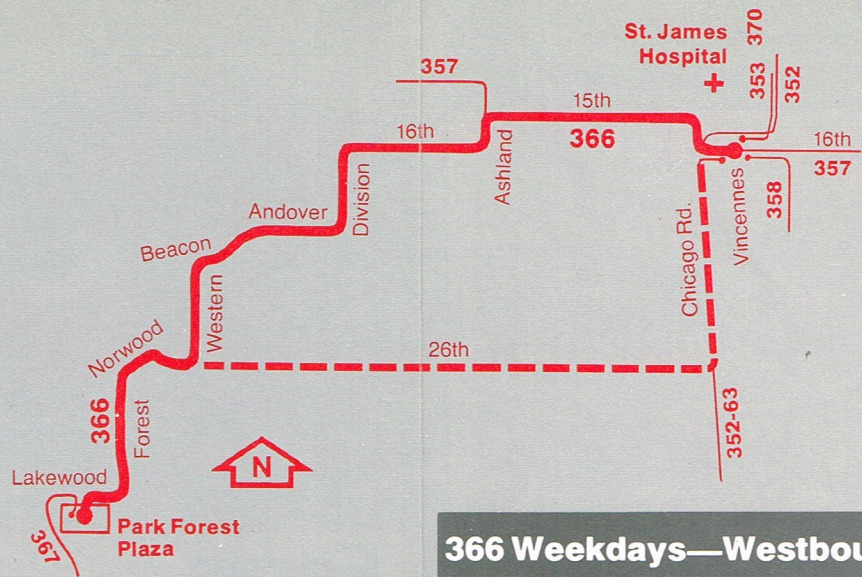 St. James
Hospital
370
353
352
357
15th
16th
366
Ashland
16th
357
358
Vincennes
Division
Andover
Beacon
Chicago Rd.
Western
26th
Norwood
366
Forest
352-63
N
Lakewood
367
Park Forest
Plaza
366 Weekdays—Westbou